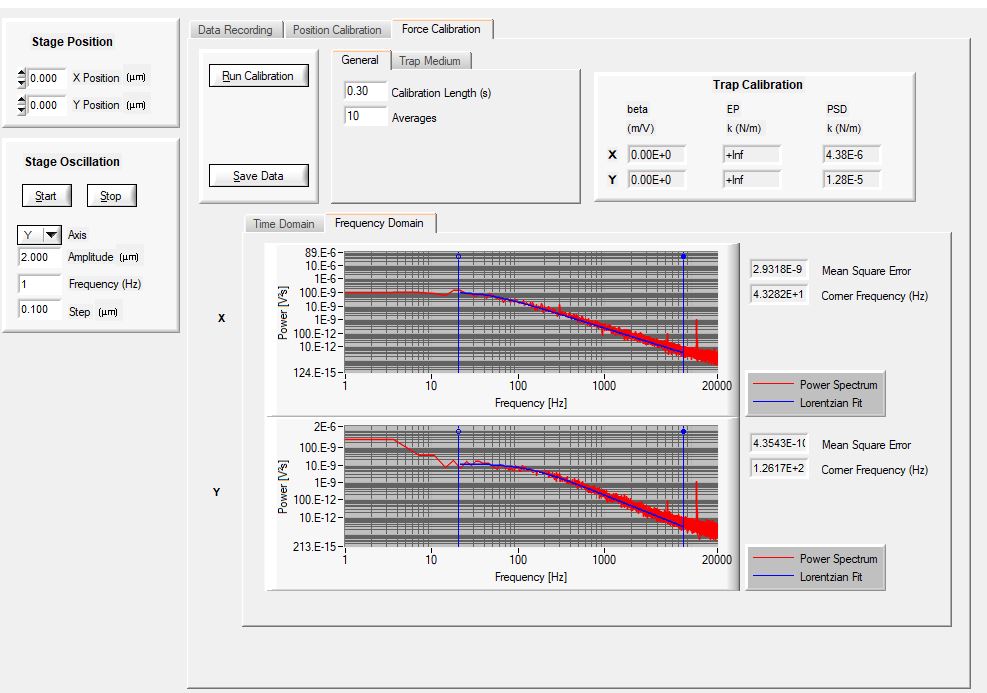 Stage Position
0.000 X Position (µm)
0.000 Y Position (µm)
Stage Oscillation
Start Stop
Y Axis
2.000 Amplitude (µm)
1 Frequency (Hz)
0.100 Step (µm)
Data Recording Position Calibration Force Calibration
Run Calibration
Save Data
General Trap Medium
0.30 Calibration Length (s)
10 Averages
Trap Calibration
beta EP PSD
(m/V) k (N/m) k (N/m)
X 0.00E+0 +Inf 4.38E-6
Y 0.00E+0 +Inf 1.28E-5
Time Domain Frequency Domain
X
Power [V²s]
89.E-6
10.E-6
1E-6
100.E-9
10.E-9
1E-9
100.E-12
10.E-12
124.E-15
1 10 100 1000 20000
Frequency [Hz]
2.9318E-9 Mean Square Error
4.3282E+1 Corner Frequency (Hz)
Power Spectrum
Lorentzian Fit
Y
Power [V²s]
2E-6
100.E-9
10.E-9
1E-9
100.E-12
10.E-12
213.E-15
1 10 100 1000 20000
Frequency [Hz]
4.3543E-10 Mean Square Error
1.2617E+2 Corner Frequency (Hz)
Power Spectrum
Lorentzian Fit